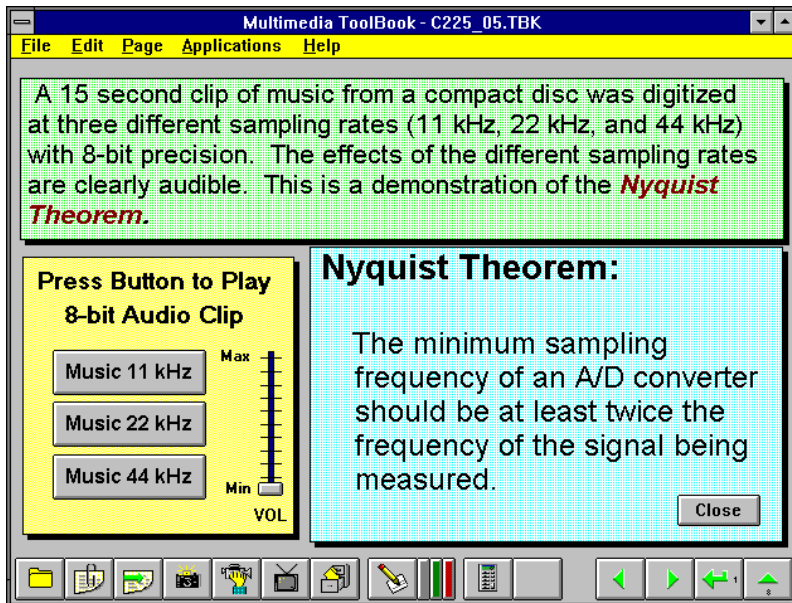 Multimedia ToolBook - C225_05.TBK
File Edit Page Applications Help
A 15 second clip of music from a compact disc was digitized
at three different sampling rates (11 kHz, 22 kHz, and 44 kHz)
with 8-bit precision. The effects of the different sampling rates
are clearly audible. This is a demonstration of the Nyquist
Theorem.
Press Button to Play
8-bit Audio Clip
Music 11 kHz
Music 22 kHz
Music 44 kHz
Max
Min
VOL
Nyquist Theorem:
The minimum sampling
frequency of an A/D converter
should be at least twice the
frequency of the signal being
measured.
Close
1